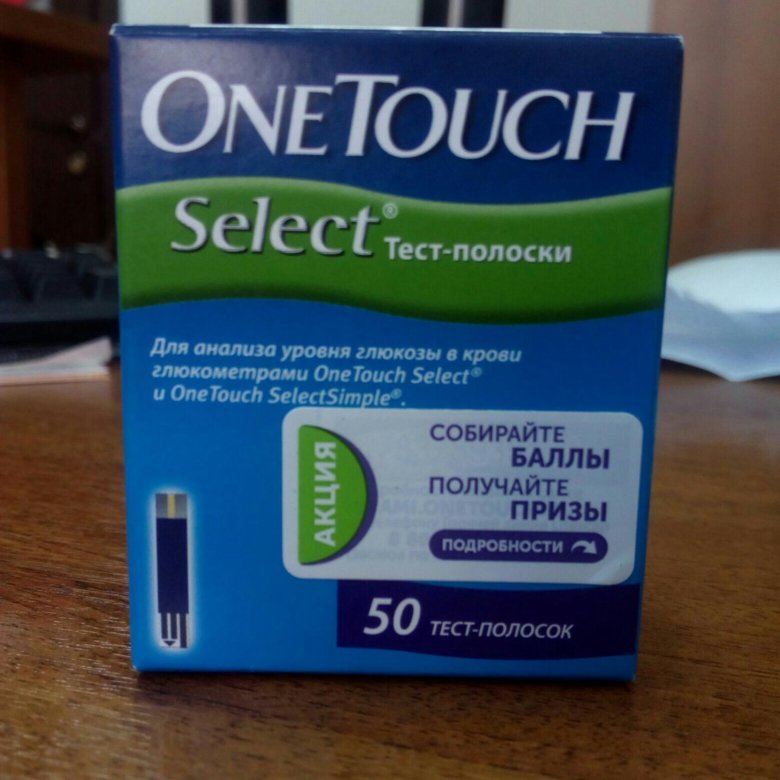 ONETOUCH
Select® Тест-полоски
Для анализа уровня глюкозы в крови
глюкометрами OneTouch Select®
и OneTouch SelectSimple®.
АКЦИЯ
СОБИРАЙТЕ
БАЛЛЫ
ПОЛУЧАЙТЕ
ПРИЗЫ
ПОДРОБНОСТИ
50 ТЕСТ-ПОЛОСОК